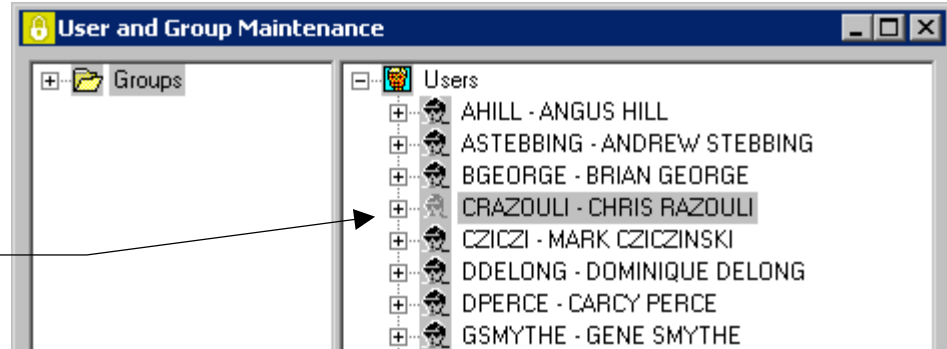 User and Group Maintenance
Groups
Users
AHILL - ANGUS HILL
ASTEBBING - ANDREW STEBBING
BGEORGE - BRIAN GEORGE
CRAZOULI - CHRIS RAZOULI
CZICZI - MARK CZICZINSKI
DDELONG - DOMINIQUE DELONG
DPERCE - CARCY PERCE
GSMYTHE - GENE SMYTHE